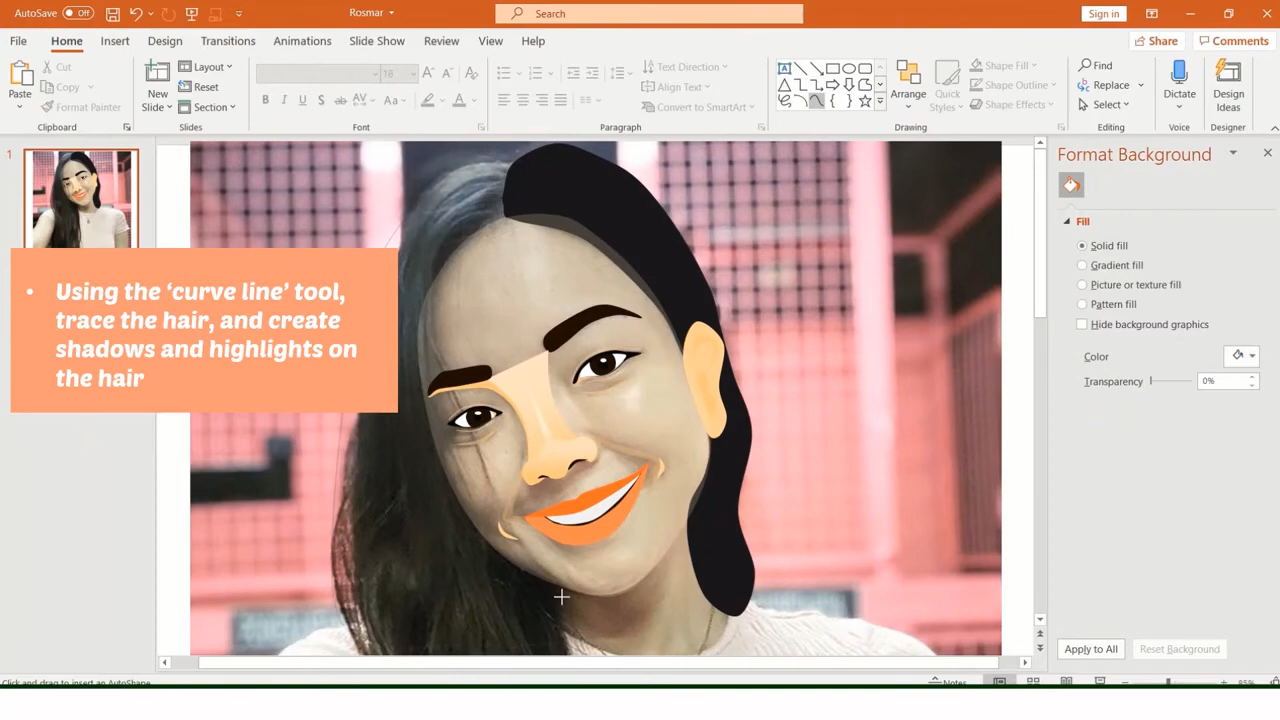 AutoSave Off Rosmar Search Sign in
File Home Insert Design Transitions Animations Slide Show Review View Help Share Comments
Paste
Cut
Copy
Format Painter
Clipboard
New
Slide
Layout
Reset
Section
Slides
18
B I U S AV Aa A
Font
Text Direction
Align Text
Convert to SmartArt
Paragraph
Arrange
Quick
Styles
Shape Fill
Shape Outline
Shape Effects
Drawing
Find
Replace
Select
Editing
Dictate
Voice
Design
Ideas
Designer
1
• Using the ‘curve line’ tool,
trace the hair, and create
shadows and highlights on
the hair
Format Background
Fill
Solid fill
Gradient fill
Picture or texture fill
Pattern fill
Hide background graphics
Color
Transparency 0%
Apply to All Reset Background
Click and drag to insert an AutoShape Notes 85%